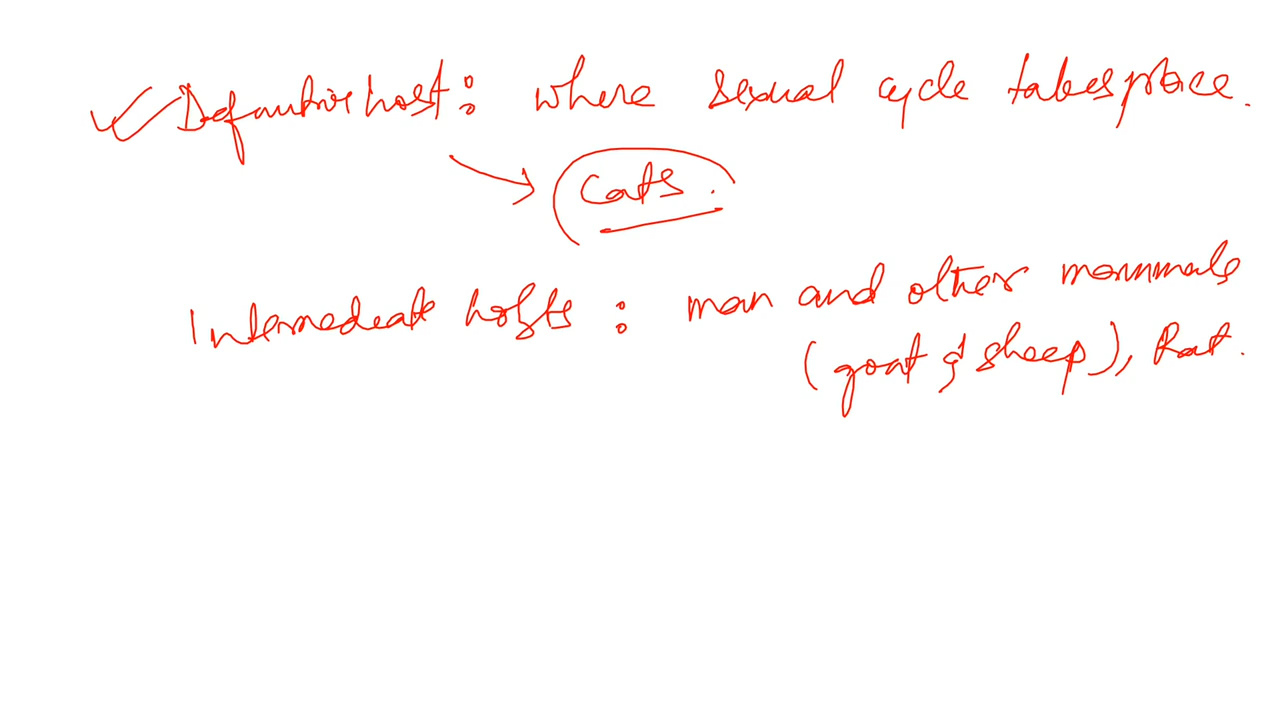 Definitive host : where sexual cycle takes place.
Cats.
Intermediate hosts : man and other mammals
(goat & sheep), Rat.